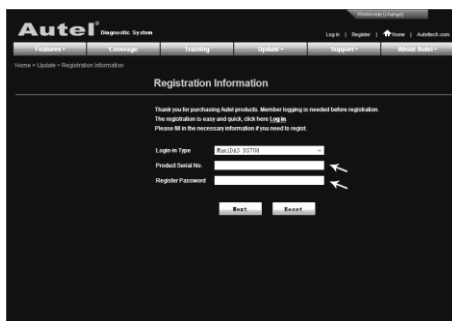 Worldwide [change]
Autel® Diagnostic System
Log in | Register | Home | Auteltech.com
Features Coverage Training Update Support About Autel
Home > Update > Registration Information
Registration Information
Thank you for purchasing Autel products. Member logging is needed before registration.
The registration is easy and quick, click here Log in.
Please fill in the necessary information if you need to regist.
Login-in Type MaxiDAS DS708
Product Serial No.
Register Password
Next Reset